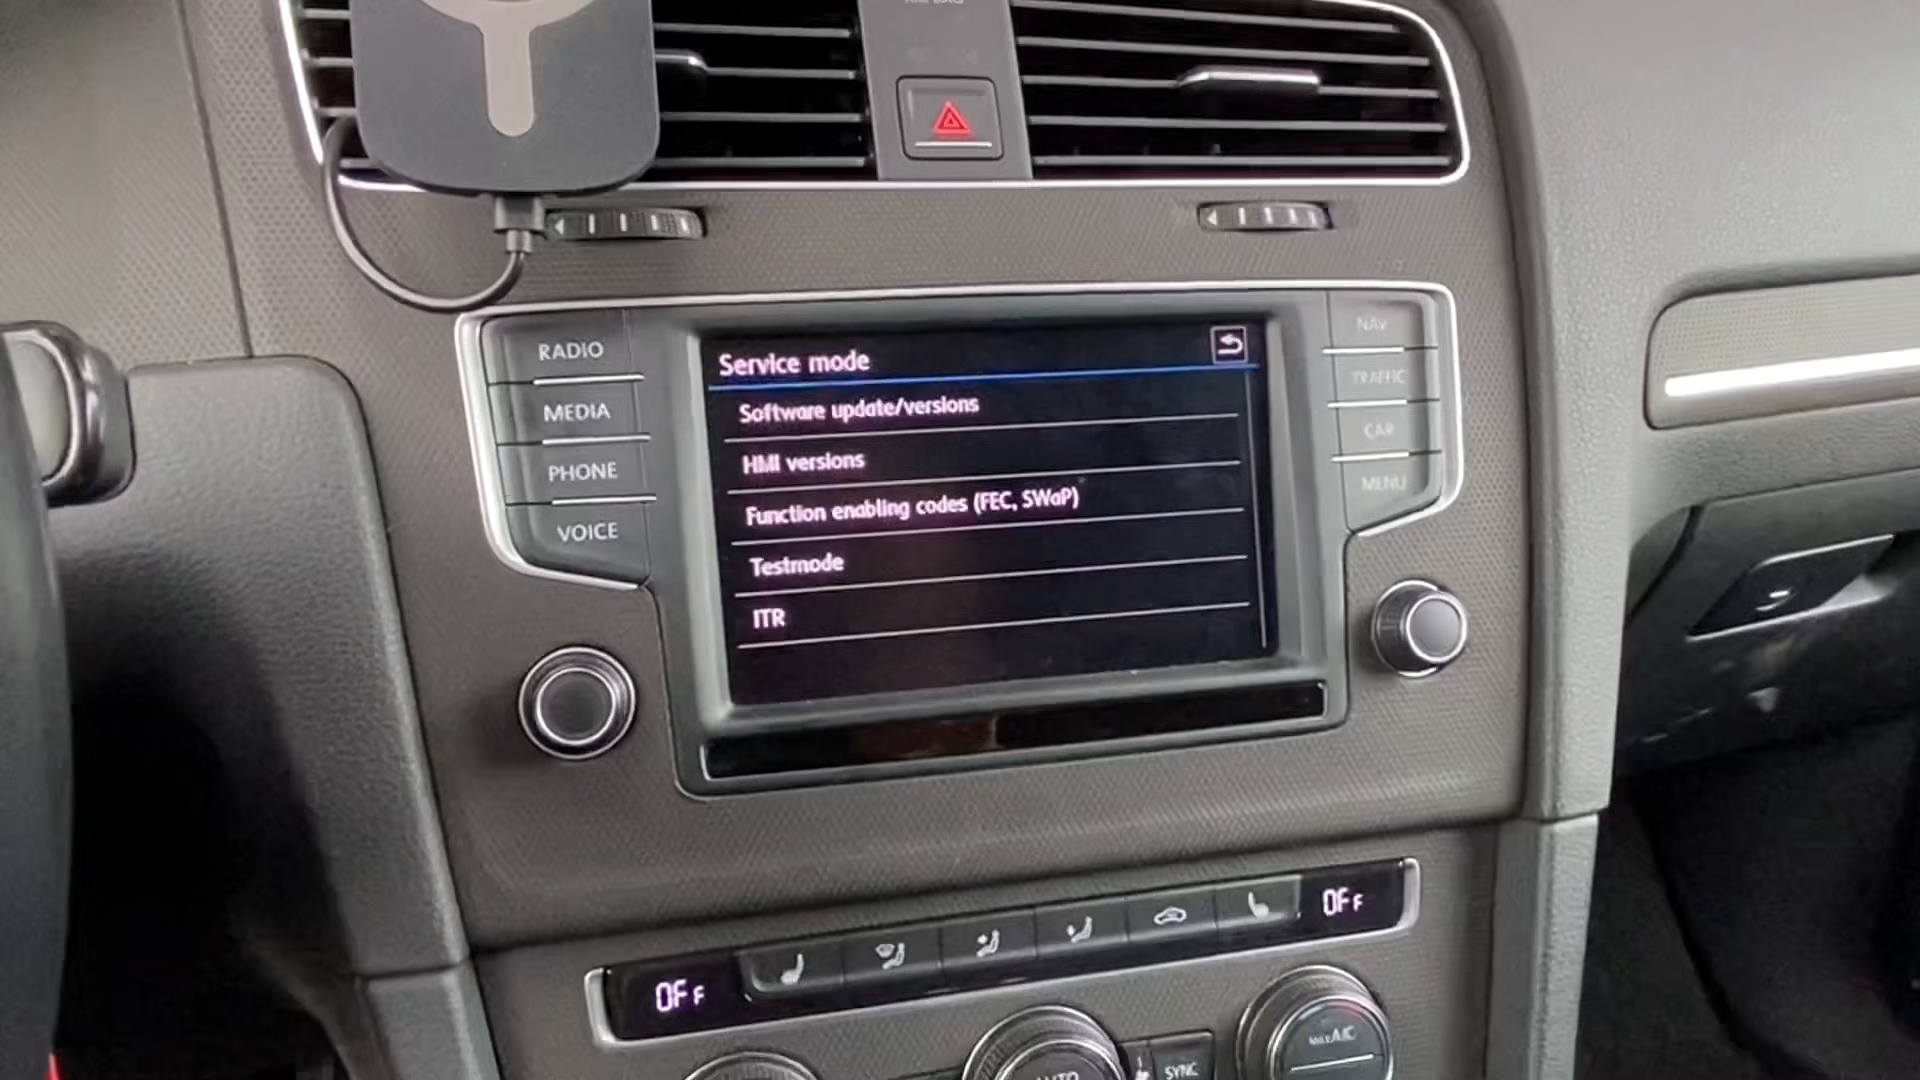 RADIO
MEDIA
PHONE
VOICE
Service mode
Software update/versions
HMI versions
Function enabling codes (FEC, SWaP)
Testmode
ITR
NAV
TRAFFIC
CAR
MENU
OFF
OFF
AUTO
SYNC
A/C